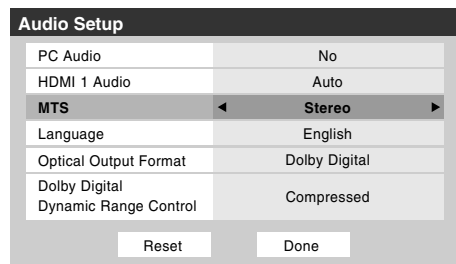 Audio Setup
PC Audio No
HDMI 1 Audio Auto
MTS Stereo
Language English
Optical Output Format Dolby Digital
Dolby Digital
Dynamic Range Control Compressed
Reset Done